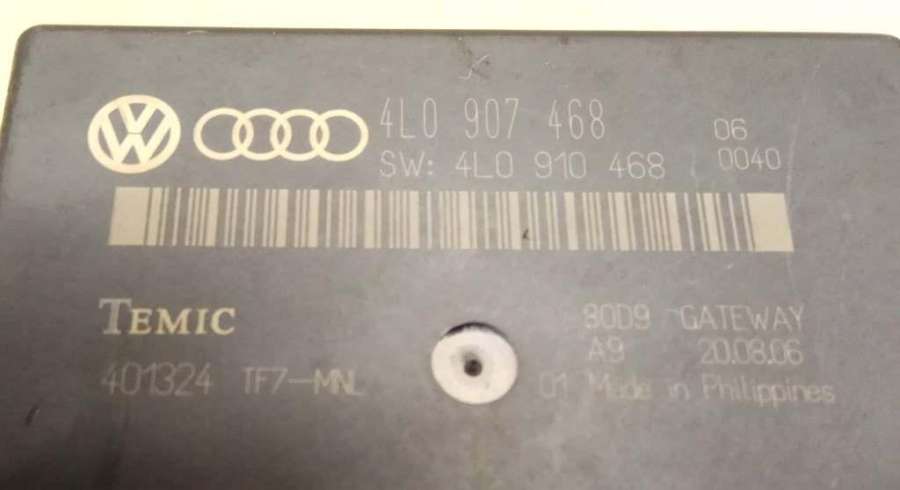 4L0 907 468 06
SW: 4L0 910 468 0040
TEMIC 90D9 GATEWAY
A9 20.08.06
401324 TF7-MNL 01 Made in Philippines